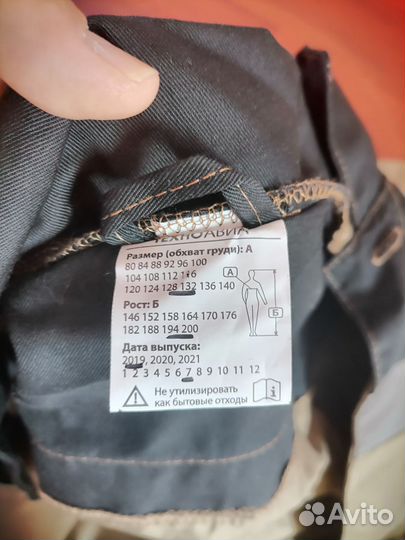 ТЕХНОАВИА
Размер (обхват груди): А
80 84 88 92 96 100
104 108 112 116
120 124 128 132 136 140
А
Рост: Б
146 152 158 164 170 176
182 188 194 200
Б
Дата выпуска:
2019, 2020, 2021
1 2 3 4 5 6 7 8 9 10 11 12
Не утилизировать
как бытовые отходы
Avito